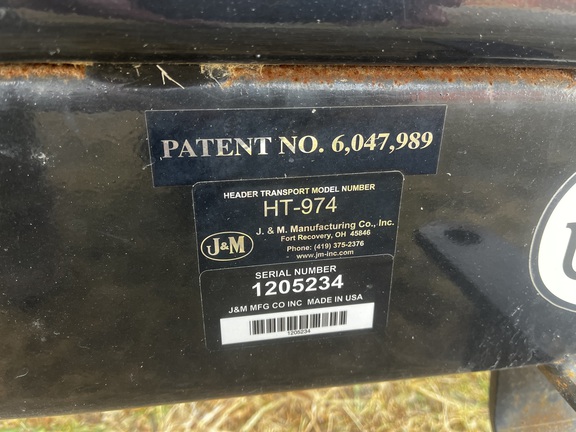 PATENT NO. 6,047,989
HEADER TRANSPORT MODEL NUMBER
HT-974
J&M
J. & M. Manufacturing Co., Inc.
Fort Recovery, OH 45846
Phone: (419) 375-2376
www.jm-inc.com
SERIAL NUMBER
1205234
J&M MFG CO INC MADE IN USA
1205234